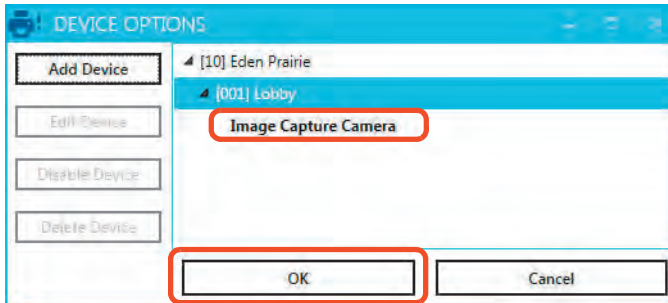 DEVICE OPTIONS
Add Device
Edit Device
Disable Device
Delete Device
[10] Eden Prairie
[001] Lobby
Image Capture Camera
OK
Cancel